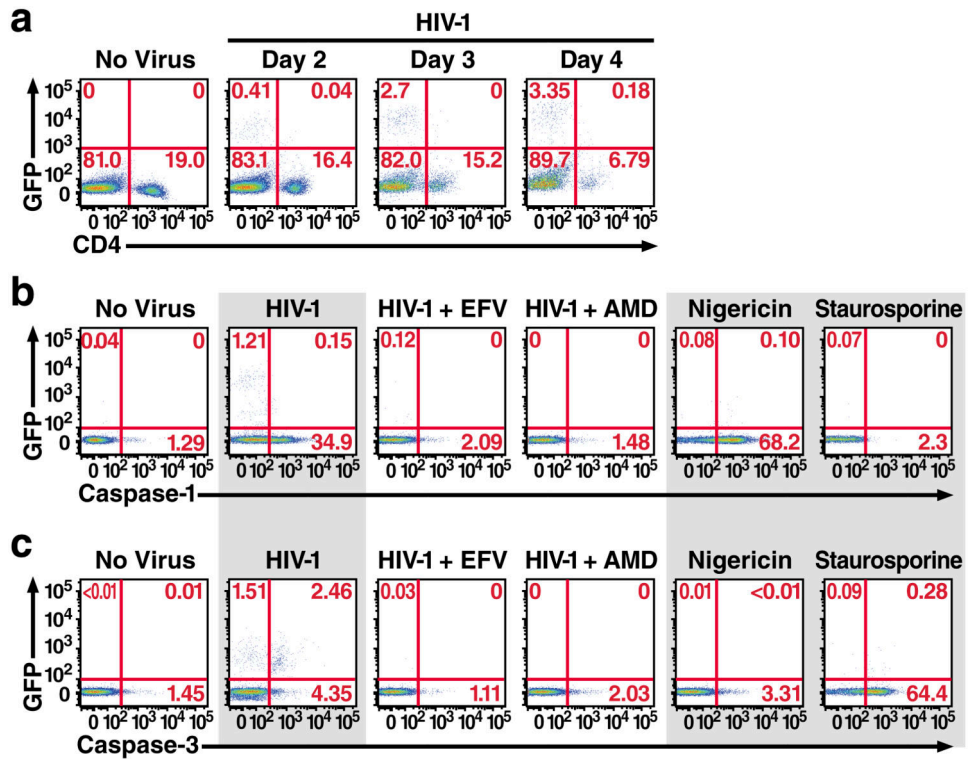 a
HIV-1
No Virus Day 2 Day 3 Day 4
10⁵ 0 0 0.41 0.04 2.7 0 3.35 0.18
10⁴
10³
81.0 19.0 83.1 16.4 82.0 15.2 89.7 6.79
10²
0
GFP
0 10² 10³ 10⁴ 10⁵ 0 10² 10³ 10⁴ 10⁵ 0 10² 10³ 10⁴ 10⁵ 0 10² 10³ 10⁴ 10⁵
CD4
b
No Virus HIV-1 HIV-1 + EFV HIV-1 + AMD Nigericin Staurosporine
10⁵ 0.04 0 1.21 0.15 0.12 0 0 0 0.08 0.10 0.07 0
10⁴
10³
10²
0 1.29 34.9 2.09 1.48 68.2 2.3
GFP
0 10² 10³ 10⁴ 10⁵ 0 10² 10³ 10⁴ 10⁵ 0 10² 10³ 10⁴ 10⁵ 0 10² 10³ 10⁴ 10⁵ 0 10² 10³ 10⁴ 10⁵ 0 10² 10³ 10⁴ 10⁵
Caspase-1
c
No Virus HIV-1 HIV-1 + EFV HIV-1 + AMD Nigericin Staurosporine
10⁵ <0.01 0.01 1.51 2.46 0.03 0 0 0 0.01 <0.01 0.09 0.28
10⁴
10³
10²
0 1.45 4.35 1.11 2.03 3.31 64.4
GFP
0 10² 10³ 10⁴ 10⁵ 0 10² 10³ 10⁴ 10⁵ 0 10² 10³ 10⁴ 10⁵ 0 10² 10³ 10⁴ 10⁵ 0 10² 10³ 10⁴ 10⁵ 0 10² 10³ 10⁴ 10⁵
Caspase-3